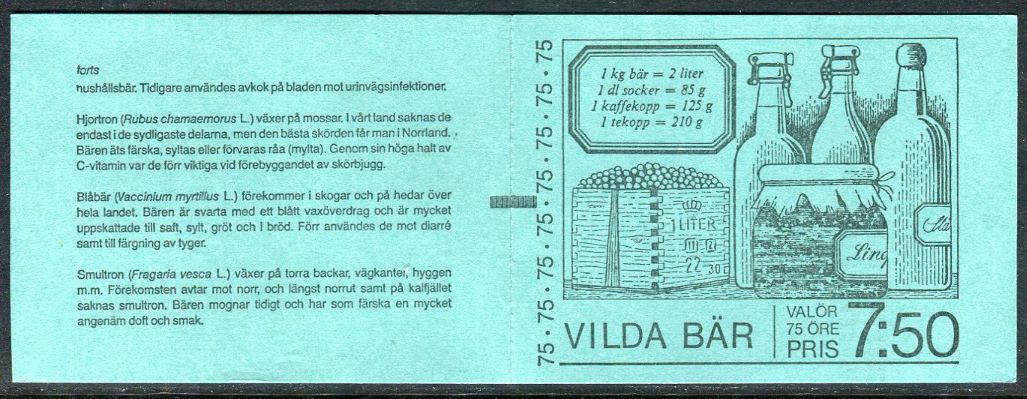 forts
hushållsbär. Tidigare användes avkok på bladen mot urinvägsinfektioner.
Hjortron (Rubus chamaemorus L.) växer på mossar. I vårt land saknas de
endast i de sydligaste delarna, men den bästa skörden får man i Norrland.
Bären äts färska, syltas eller förvaras råa (mylta). Genom sin höga halt av
C-vitamin var de förr viktiga vid förebyggandet av skörbjugg.
Blåbär (Vaccinium myrtillus L.) förekommer i skogar och på hedar över
hela landet. Bären är svarta med ett blått vaxöverdrag och är mycket
uppskattade till saft, sylt, gröt och i bröd. Förr användes de mot diarré
samt till färgning av tyger.
Smultron (Fragaria vesca L.) växer på torra backar, vägkanter, hyggen
m.m. Förekomsten avtar mot norr, och längst norrut samt på kalfjället
saknas smultron. Bären mognar tidigt och har som färska en mycket
angenäm doft och smak.
75 · 75 · 75 · 75 · 75 · 75 · 75 · 75
1 kg bär = 2 liter
1 dl socker = 85 g
1 kaffekopp = 125 g
1 tekopp = 210 g
1 LITER
22 30
Ling
VILDA BÄR
VALÖR
75 ÖRE
PRIS
7:50